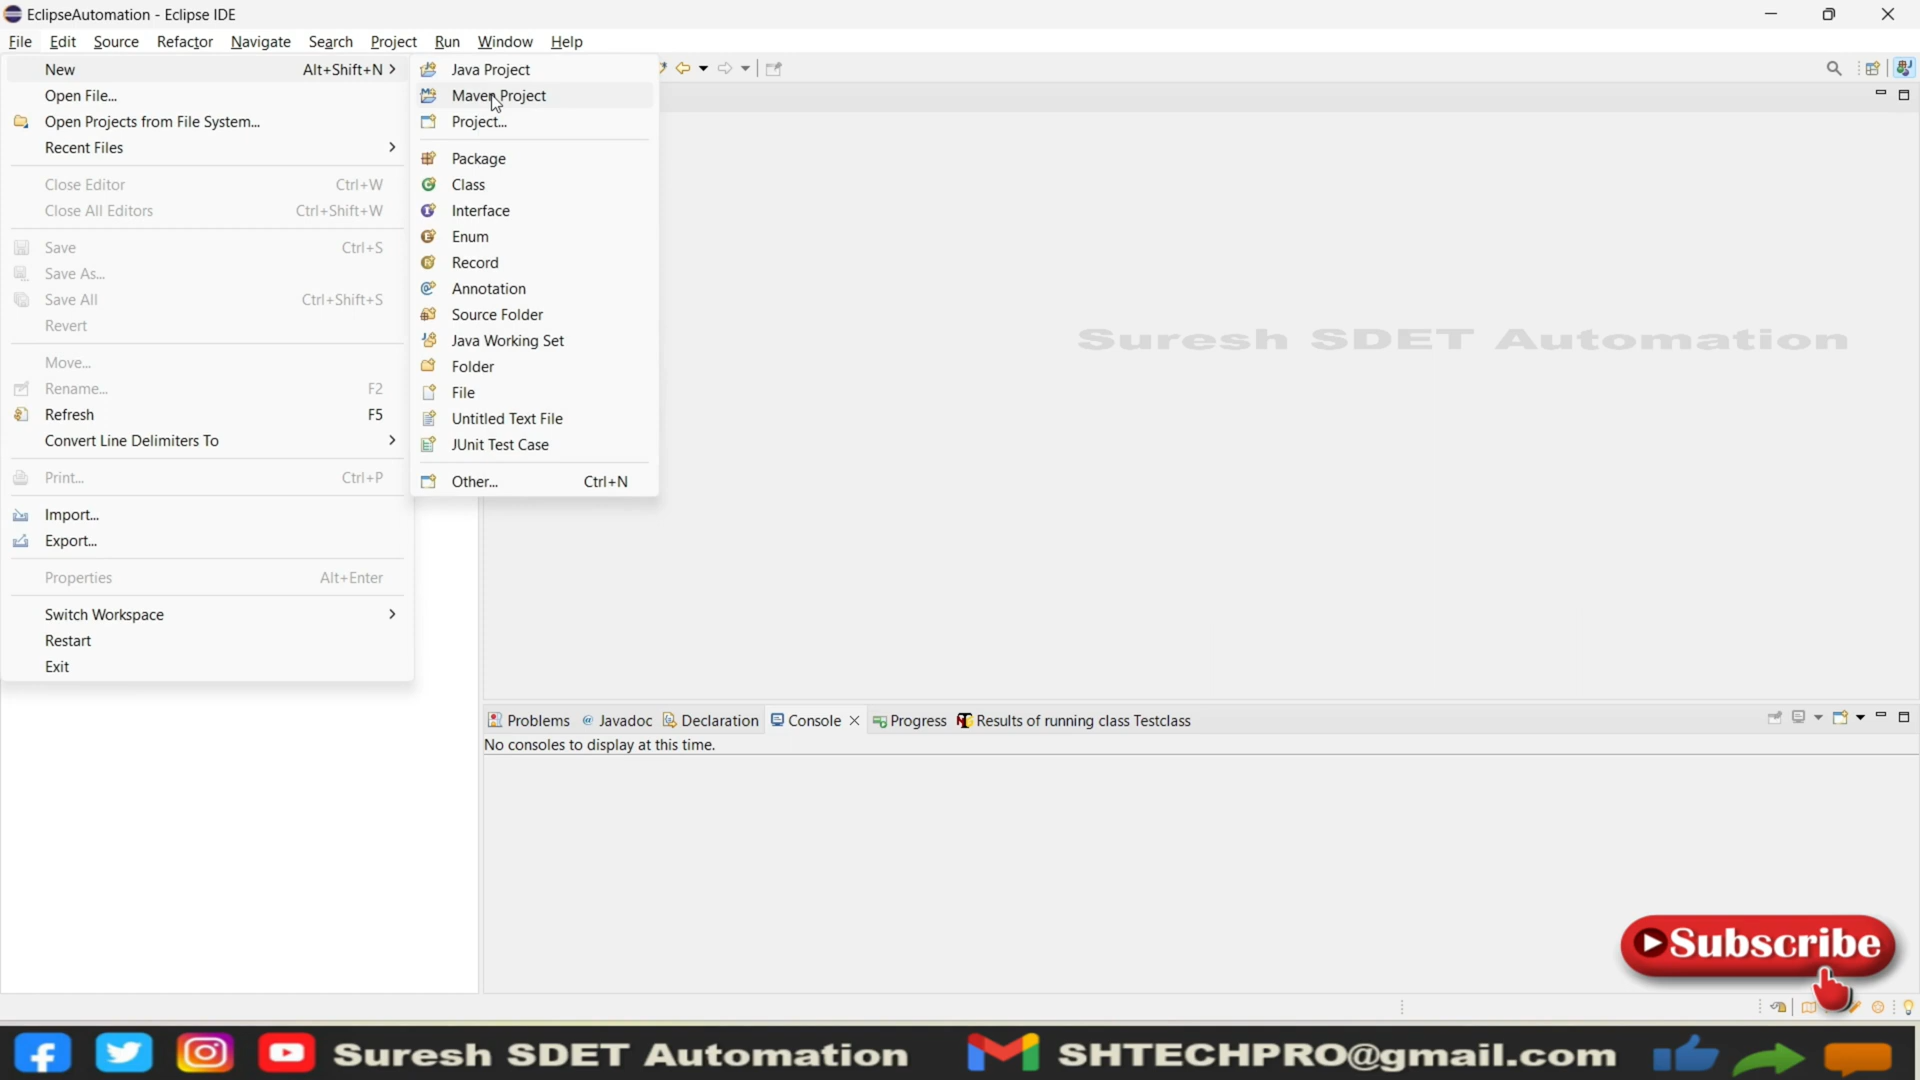 EclipseAutomation - Eclipse IDE
File Edit Source Refactor Navigate Search Project Run Window Help
New Alt+Shift+N
Open File...
Open Projects from File System...
Recent Files
Close Editor Ctrl+W
Close All Editors Ctrl+Shift+W
Save Ctrl+S
Save As...
Save All Ctrl+Shift+S
Revert
Move...
Rename... F2
Refresh F5
Convert Line Delimiters To
Print... Ctrl+P
Import...
Export...
Properties Alt+Enter
Switch Workspace
Restart
Exit
Java Project
Maven Project
Project...
Package
Class
Interface
Enum
Record
Annotation
Source Folder
Java Working Set
Folder
File
Untitled Text File
JUnit Test Case
Other... Ctrl+N
Suresh SDET Automation
Problems Javadoc Declaration Console Progress Results of running class Testclass
No consoles to display at this time.
Subscribe
Suresh SDET Automation SHTECHPRO@gmail.com